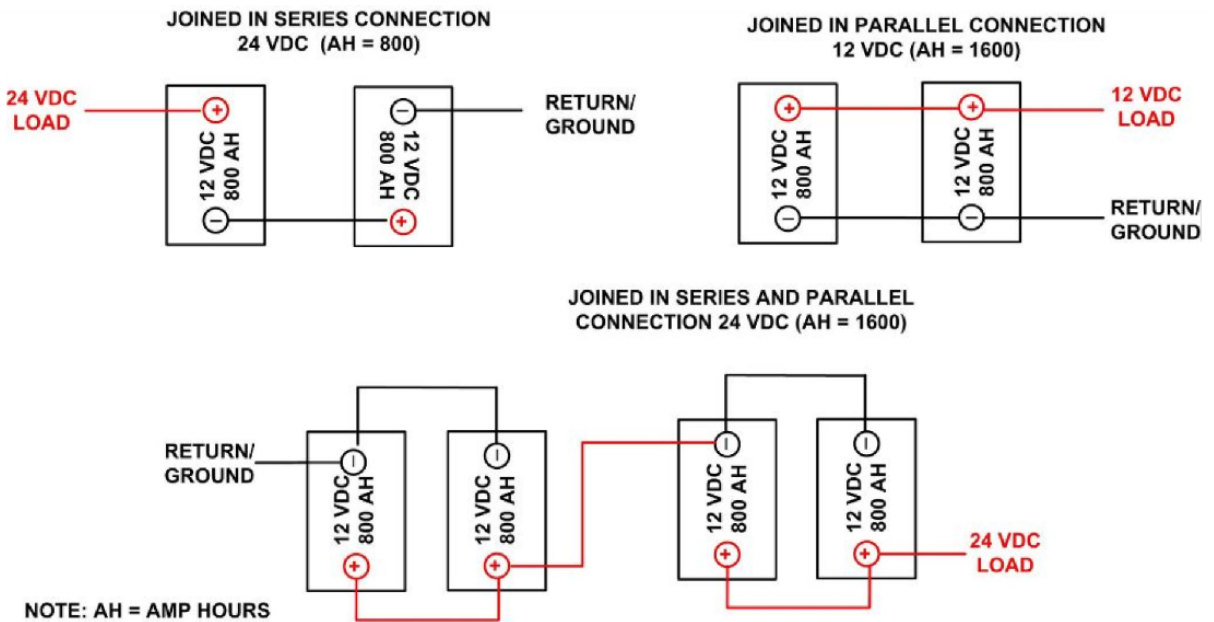 JOINED IN SERIES CONNECTION
24 VDC (AH = 800)
24 VDC
LOAD
+
12 VDC
800 AH
−
−
12 VDC
800 AH
+
RETURN/
GROUND
JOINED IN PARALLEL CONNECTION
12 VDC (AH = 1600)
+
12 VDC
800 AH
−
+
12 VDC
800 AH
−
12 VDC
LOAD
RETURN/
GROUND
JOINED IN SERIES AND PARALLEL
CONNECTION 24 VDC (AH = 1600)
RETURN/
GROUND
−
12 VDC
800 AH
+
−
12 VDC
800 AH
+
−
12 VDC
800 AH
+
−
12 VDC
800 AH
+
24 VDC
LOAD
NOTE: AH = AMP HOURS